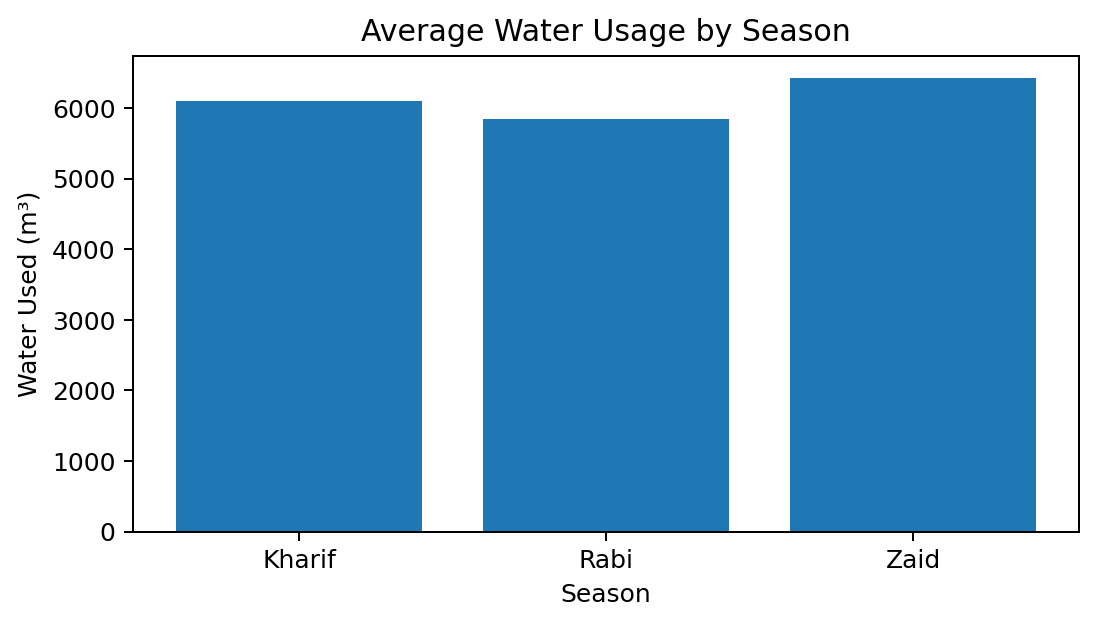 Average Water Usage by Season
Water Used (m³)
6000
5000
4000
3000
2000
1000
0
Kharif
Rabi
Zaid
Season